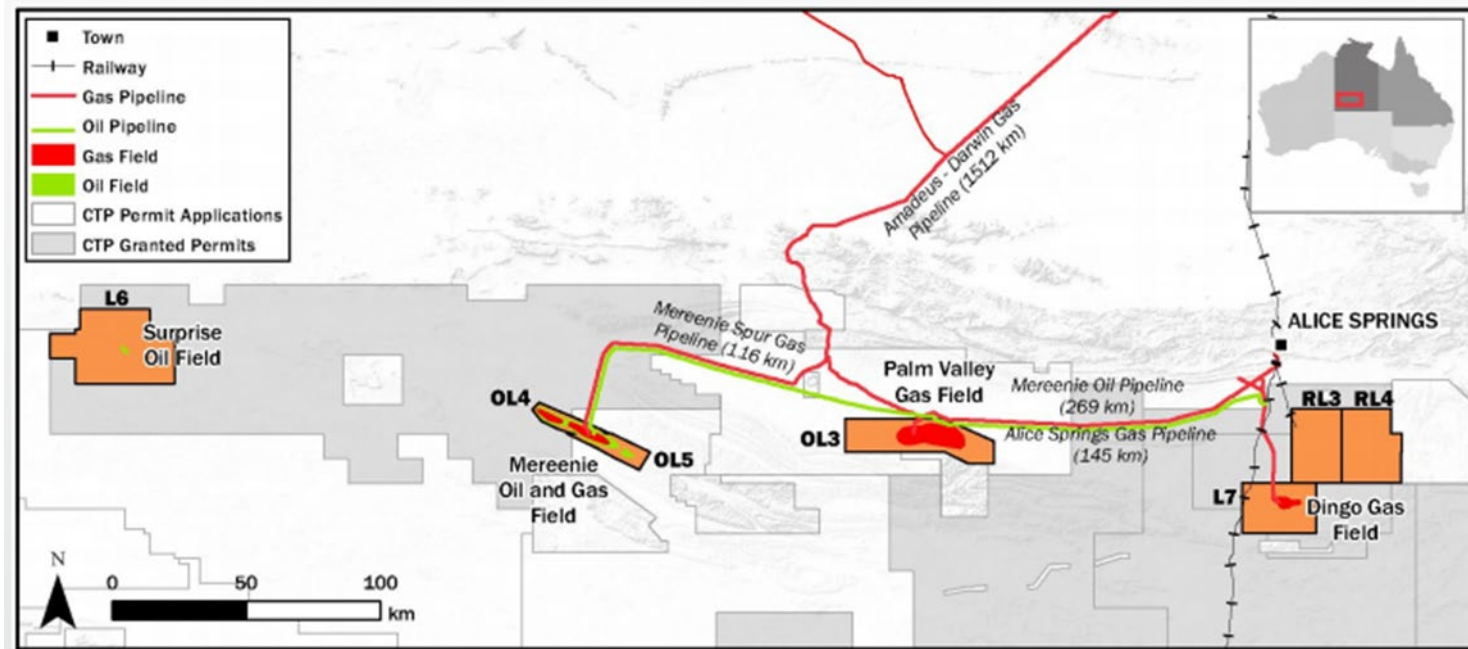 Town
Railway
Gas Pipeline
Oil Pipeline
Gas Field
Oil Field
CTP Permit Applications
CTP Granted Permits
Amadeus - Darwin Gas
Pipeline (1512 km)
L6
Surprise
Oil Field
Mereenie Spur Gas
Pipeline (116 km)
ALICE SPRINGS
Palm Valley
Gas Field
Mereenie Oil Pipeline
(269 km)
OL4
OL5
OL3
Alice Springs Gas Pipeline
(145 km)
RL3 RL4
Mereenie
Oil and Gas
Field
L7
Dingo Gas
Field
N
0 50 100
km